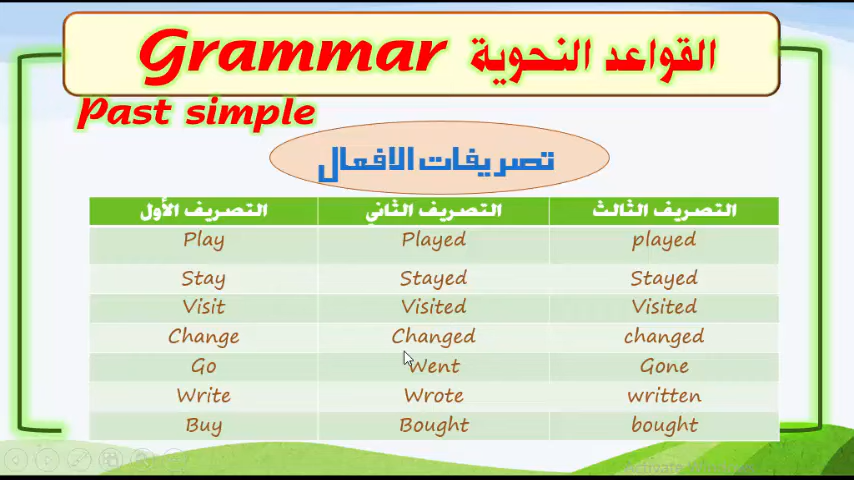 Grammar القواعد النحوية
Past simple
تصريفات الافعال
التصريف الأول التصريف الثاني التصريف الثالث
Play Played played
Stay Stayed Stayed
Visit Visited Visited
Change Changed changed
Go Went Gone
Write Wrote written
Buy Bought bought